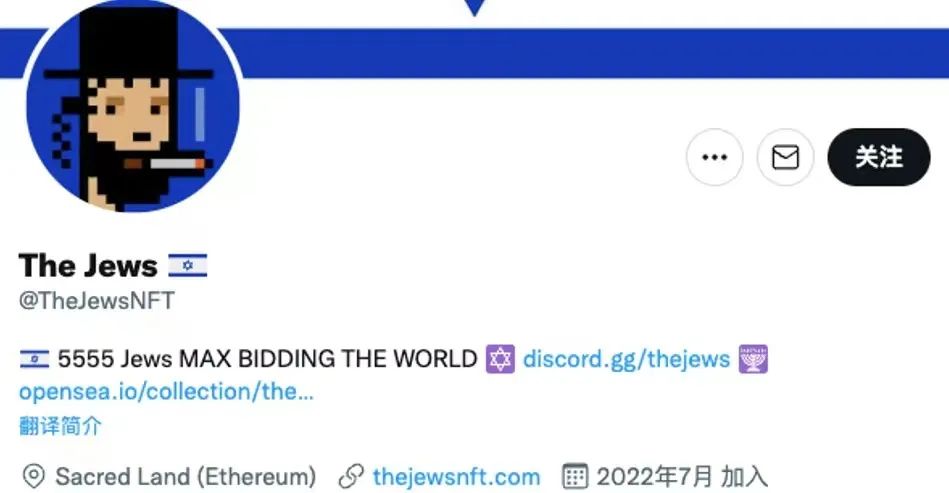 关注
The Jews 🇮🇱
@TheJewsNFT
🇮🇱 5555 Jews MAX BIDDING THE WORLD 🔯 discord.gg/thejews 🕎
opensea.io/collection/the...
翻译简介
Sacred Land (Ethereum) thejewsnft.com 2022年7月 加入